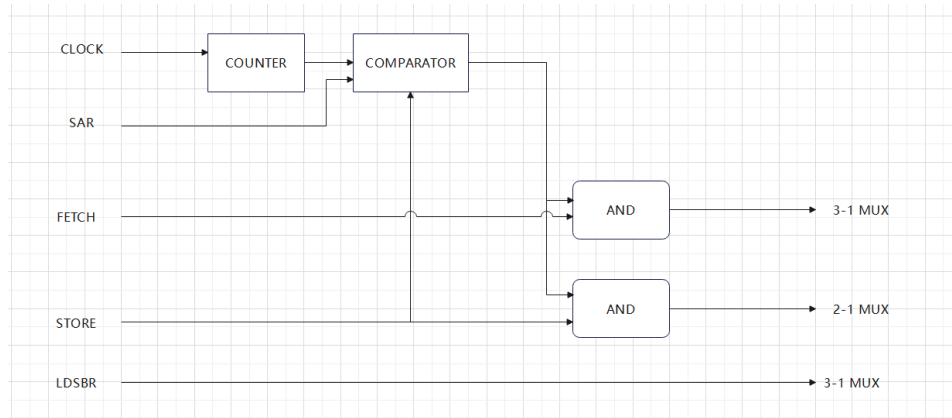 CLOCK
COUNTER
COMPARATOR
SAR
FETCH
AND
3-1 MUX
STORE
AND
2-1 MUX
LDSBR
3-1 MUX